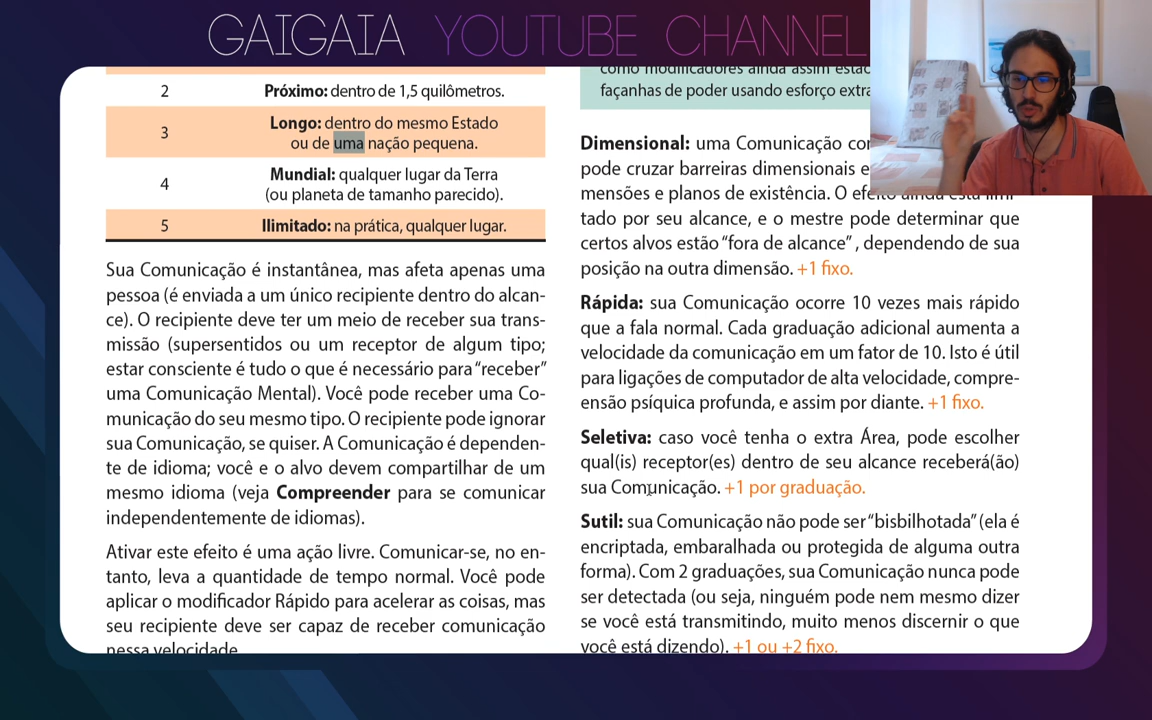 GAIGAIA YOUTUBE CHANNEL
2 Próximo: dentro de 1,5 quilômetros.
3 Longo: dentro do mesmo Estado
ou de uma nação pequena.
4 Mundial: qualquer lugar da Terra
(ou planeta de tamanho parecido).
5 Ilimitado: na prática, qualquer lugar.
Sua Comunicação é instantânea, mas afeta apenas uma
pessoa (é enviada a um único recipiente dentro do alcan-
ce). O recipiente deve ter um meio de receber sua trans-
missão (supersentidos ou um receptor de algum tipo;
estar consciente é tudo o que é necessário para “receber”
uma Comunicação Mental). Você pode receber uma Co-
municação do seu mesmo tipo. O recipiente pode ignorar
sua Comunicação, se quiser. A Comunicação é dependen-
te de idioma; você e o alvo devem compartilhar de um
mesmo idioma (veja Compreender para se comunicar
independentemente de idiomas).
Ativar este efeito é uma ação livre. Comunicar-se, no en-
tanto, leva a quantidade de tempo normal. Você pode
aplicar o modificador Rápido para acelerar as coisas, mas
seu recipiente deve ser capaz de receber comunicação
nessa velocidade
como modificadores ainda assim
façanhas de poder usando esforço
Dimensional: uma Comunicação
pode cruzar barreiras dimensionais e
mensões e planos de existência. O efeito ainda está limi-
tado por seu alcance, e o mestre pode determinar que
certos alvos estão “fora de alcance” , dependendo de sua
posição na outra dimensão. +1 fixo.
Rápida: sua Comunicação ocorre 10 vezes mais rápido
que a fala normal. Cada graduação adicional aumenta a
velocidade da comunicação em um fator de 10. Isto é útil
para ligações de computador de alta velocidade, compre-
ensão psíquica profunda, e assim por diante. +1 fixo.
Seletiva: caso você tenha o extra Área, pode escolher
qual(is) receptor(es) dentro de seu alcance receberá(ão)
sua Comunicação. +1 por graduação.
Sutil: sua Comunicação não pode ser “bisbilhotada” (ela é
encriptada, embaralhada ou protegida de alguma outra
forma). Com 2 graduações, sua Comunicação nunca pode
ser detectada (ou seja, ninguém pode nem mesmo dizer
se você está transmitindo, muito menos discernir o que
você está dizendo). +1 ou +2 fixo.